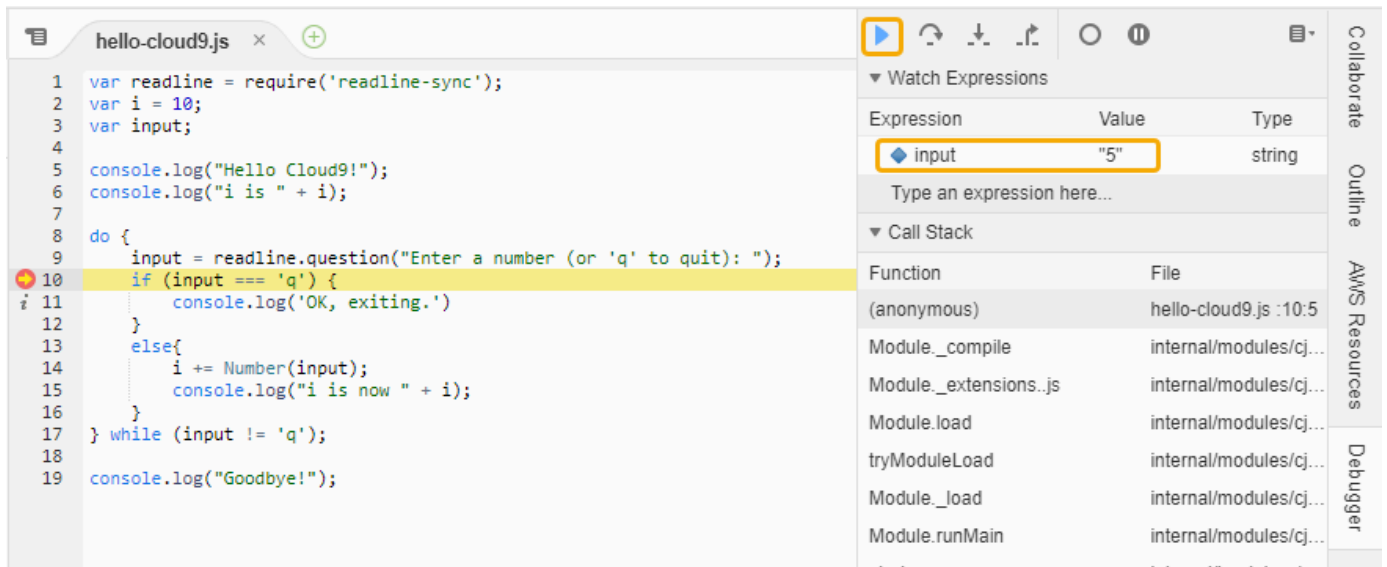 hello-cloud9.js ×
1 var readline = require('readline-sync');
2 var i = 10;
3 var input;
4
5 console.log("Hello Cloud9!");
6 console.log("i is " + i);
7
8 do {
9     input = readline.question("Enter a number (or 'q' to quit): ");
10     if (input === 'q') {
i 11         console.log('OK, exiting.')
12     }
13     else{
14         i += Number(input);
15         console.log("i is now " + i);
16     }
17 } while (input != 'q');
18
19 console.log("Goodbye!");
Watch Expressions
Expression Value Type
input "5" string
Type an expression here...
Call Stack
Function File
(anonymous) hello-cloud9.js :10:5
Module._compile internal/modules/cj...
Module._extensions..js internal/modules/cj...
Module.load internal/modules/cj...
tryModuleLoad internal/modules/cj...
Module._load internal/modules/cj...
Module.runMain internal/modules/cj...
Collaborate
Outline
AWS Resources
Debugger